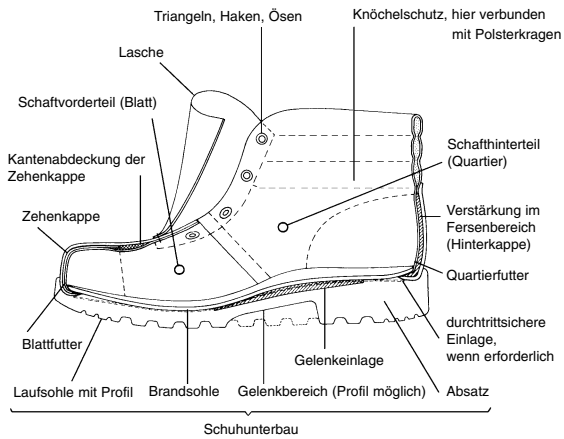 Triangeln, Haken, Ösen
Knöchelschutz, hier verbunden
mit Polsterkragen
Lasche
Schaftvorderteil (Blatt)
Kantenabdeckung der
Zehenkappe
Zehenkappe
Schafthinterteil
(Quartier)
Verstärkung im
Fersenbereich
(Hinterkappe)
Quartierfutter
durchtrittsichere
Einlage,
wenn erforderlich
Blattfutter
Gelenkeinlage
Laufsohle mit Profil
Brandsohle
Gelenkbereich (Profil möglich)
Absatz
Schuhunterbau